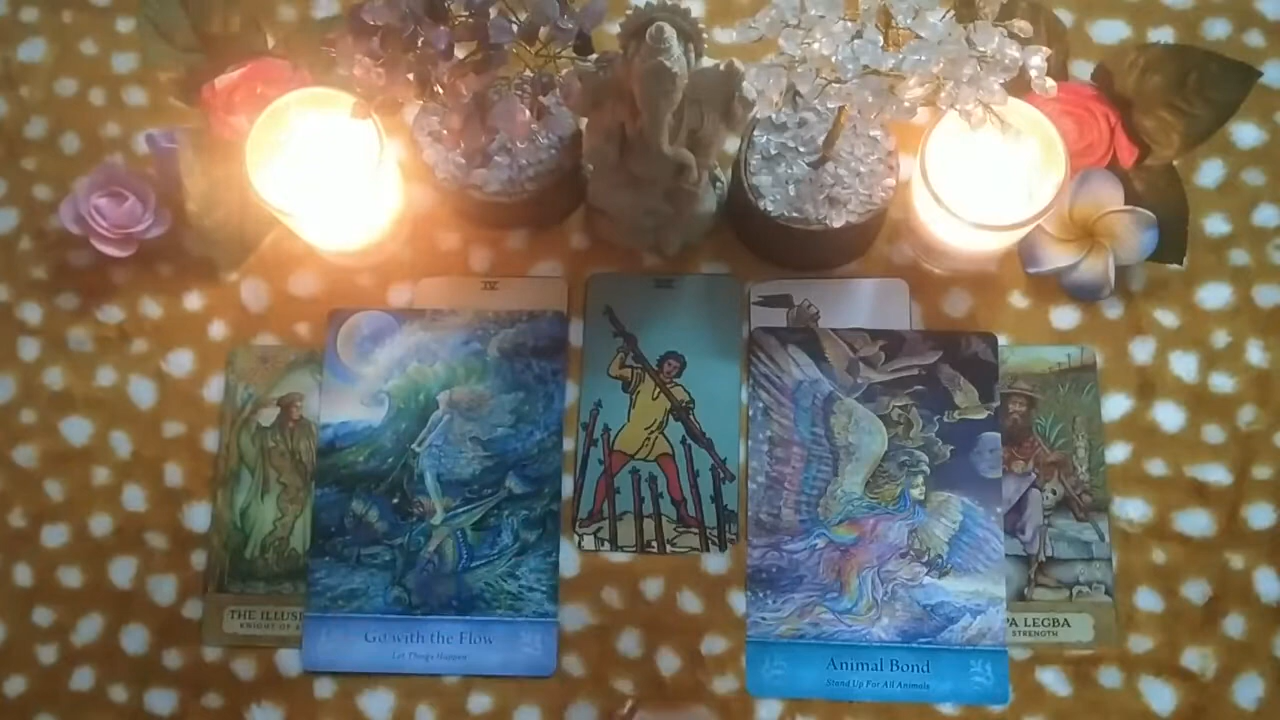 IV
THE ILLUSI
KNIGHT OF
Go with the Flow
Let Things Happen
Animal Bond
Stand Up For All Animals
PA LEGBA
STRENGTH